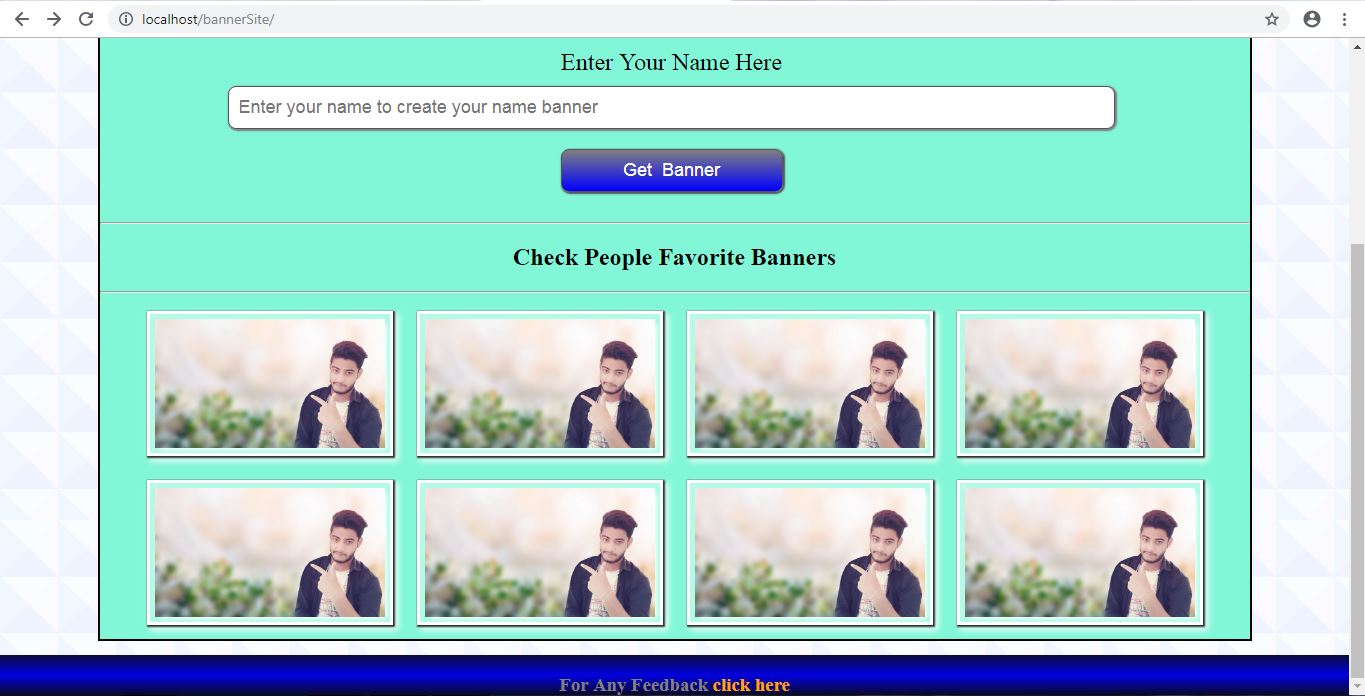 localhost/bannerSite/
Enter Your Name Here
Enter your name to create your name banner
Get Banner
Check People Favorite Banners
For Any Feedback click here